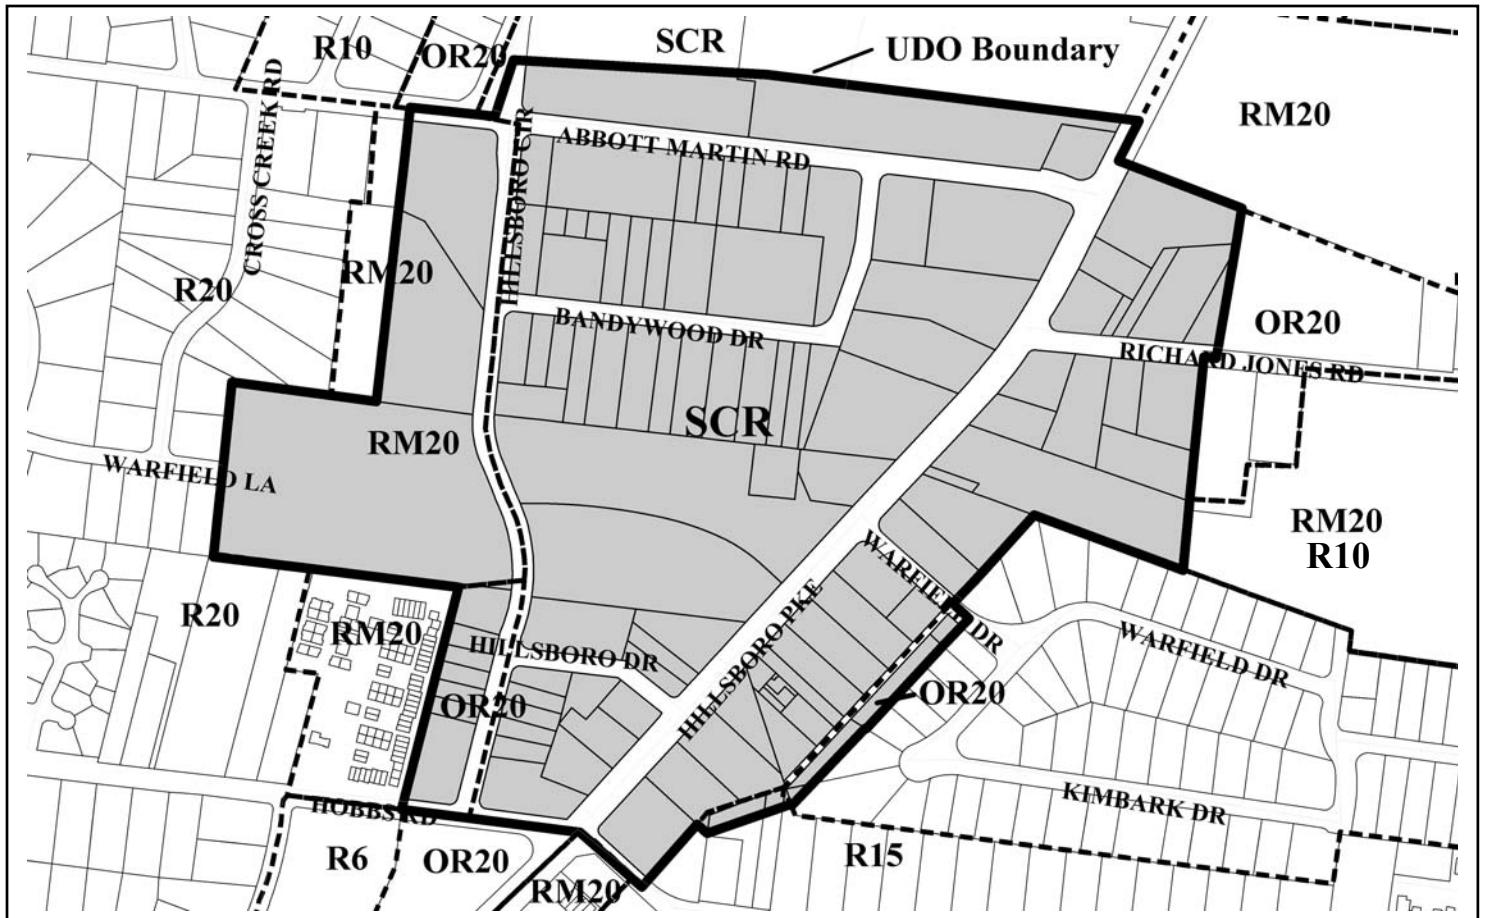 SCR
UDO Boundary
R10
OR20
RM20
ABBOTT MARTIN RD
CROSS CREEK RD
HILLSBORO CIR
RM20
R20
BANDYWOOD DR
OR20
RICHARD JONES RD
SCR
RM20
WARFIELD LA
RM20
R10
WARFIELD DR
R20
RM20
HILLSBORO DR
HILLSBORO PKE
WARFIELD DR
OR20
OR20
KIMBARK DR
HOBBS RD
R6
OR20
RM20
R15